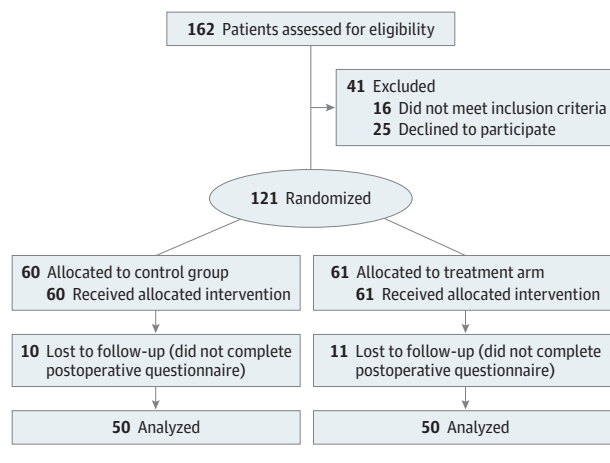 162 Patients assessed for eligibility
41 Excluded
16 Did not meet inclusion criteria
25 Declined to participate
121 Randomized
60 Allocated to control group
60 Received allocated intervention
61 Allocated to treatment arm
61 Received allocated intervention
10 Lost to follow-up (did not complete
postoperative questionnaire)
11 Lost to follow-up (did not complete
postoperative questionnaire)
50 Analyzed
50 Analyzed